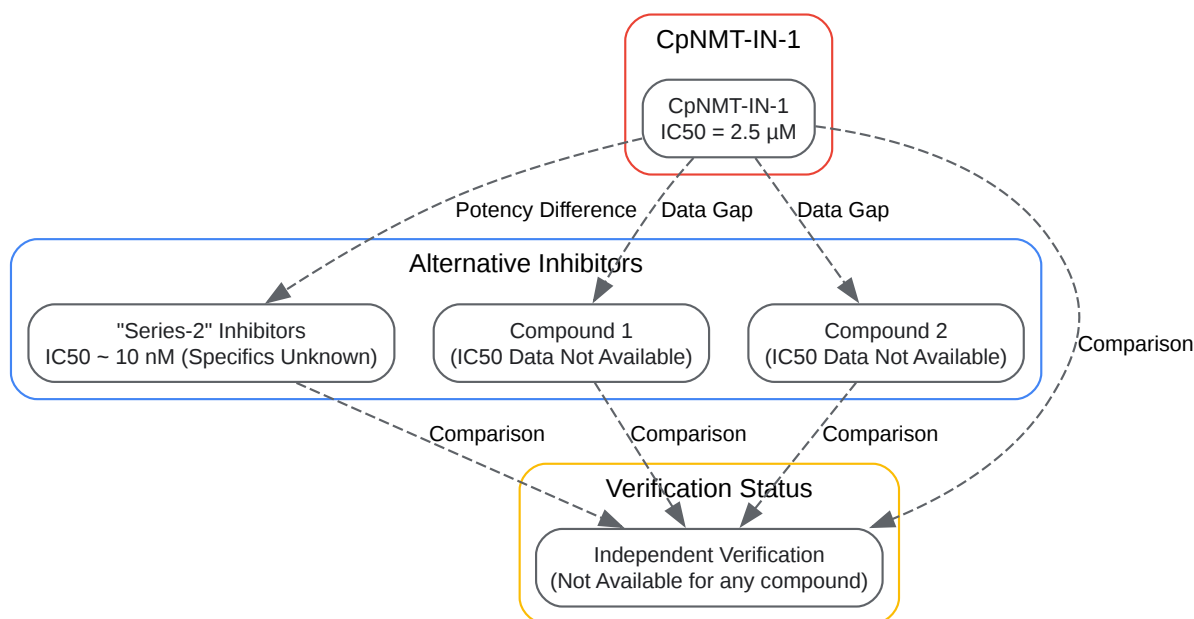 CpNMT-IN-1
CpNMT-IN-1
IC50 = 2.5 µM
Potency Difference
Data Gap
Data Gap
Alternative Inhibitors
"Series-2" Inhibitors
IC50 ~ 10 nM (Specifics Unknown)
Compound 1
(IC50 Data Not Available)
Compound 2
(IC50 Data Not Available)
Comparison
Comparison
Comparison
Comparison
Verification Status
Independent Verification
(Not Available for any compound)